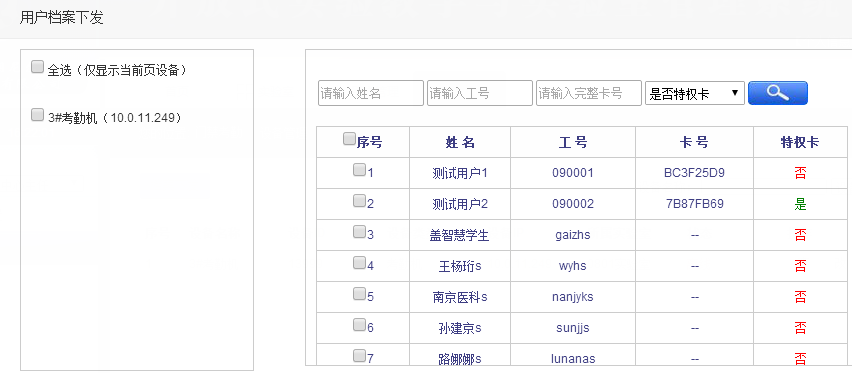 用户档案下发
全选（仅显示当前页设备）
3#考勤机（10.0.11.249）
请输入姓名 请输入工号 请输入完整卡号 是否特权卡
序号 姓 名 工 号 卡 号 特权卡
1 测试用户1 090001 BC3F25D9 否
2 测试用户2 090002 7B87FB69 是
3 盖智慧学生 gaizhs -- 否
4 王杨珩s wyhs -- 否
5 南京医科s nanjyks -- 否
6 孙建京s sunjjs -- 否
7 路娜娜s lunanas -- 否